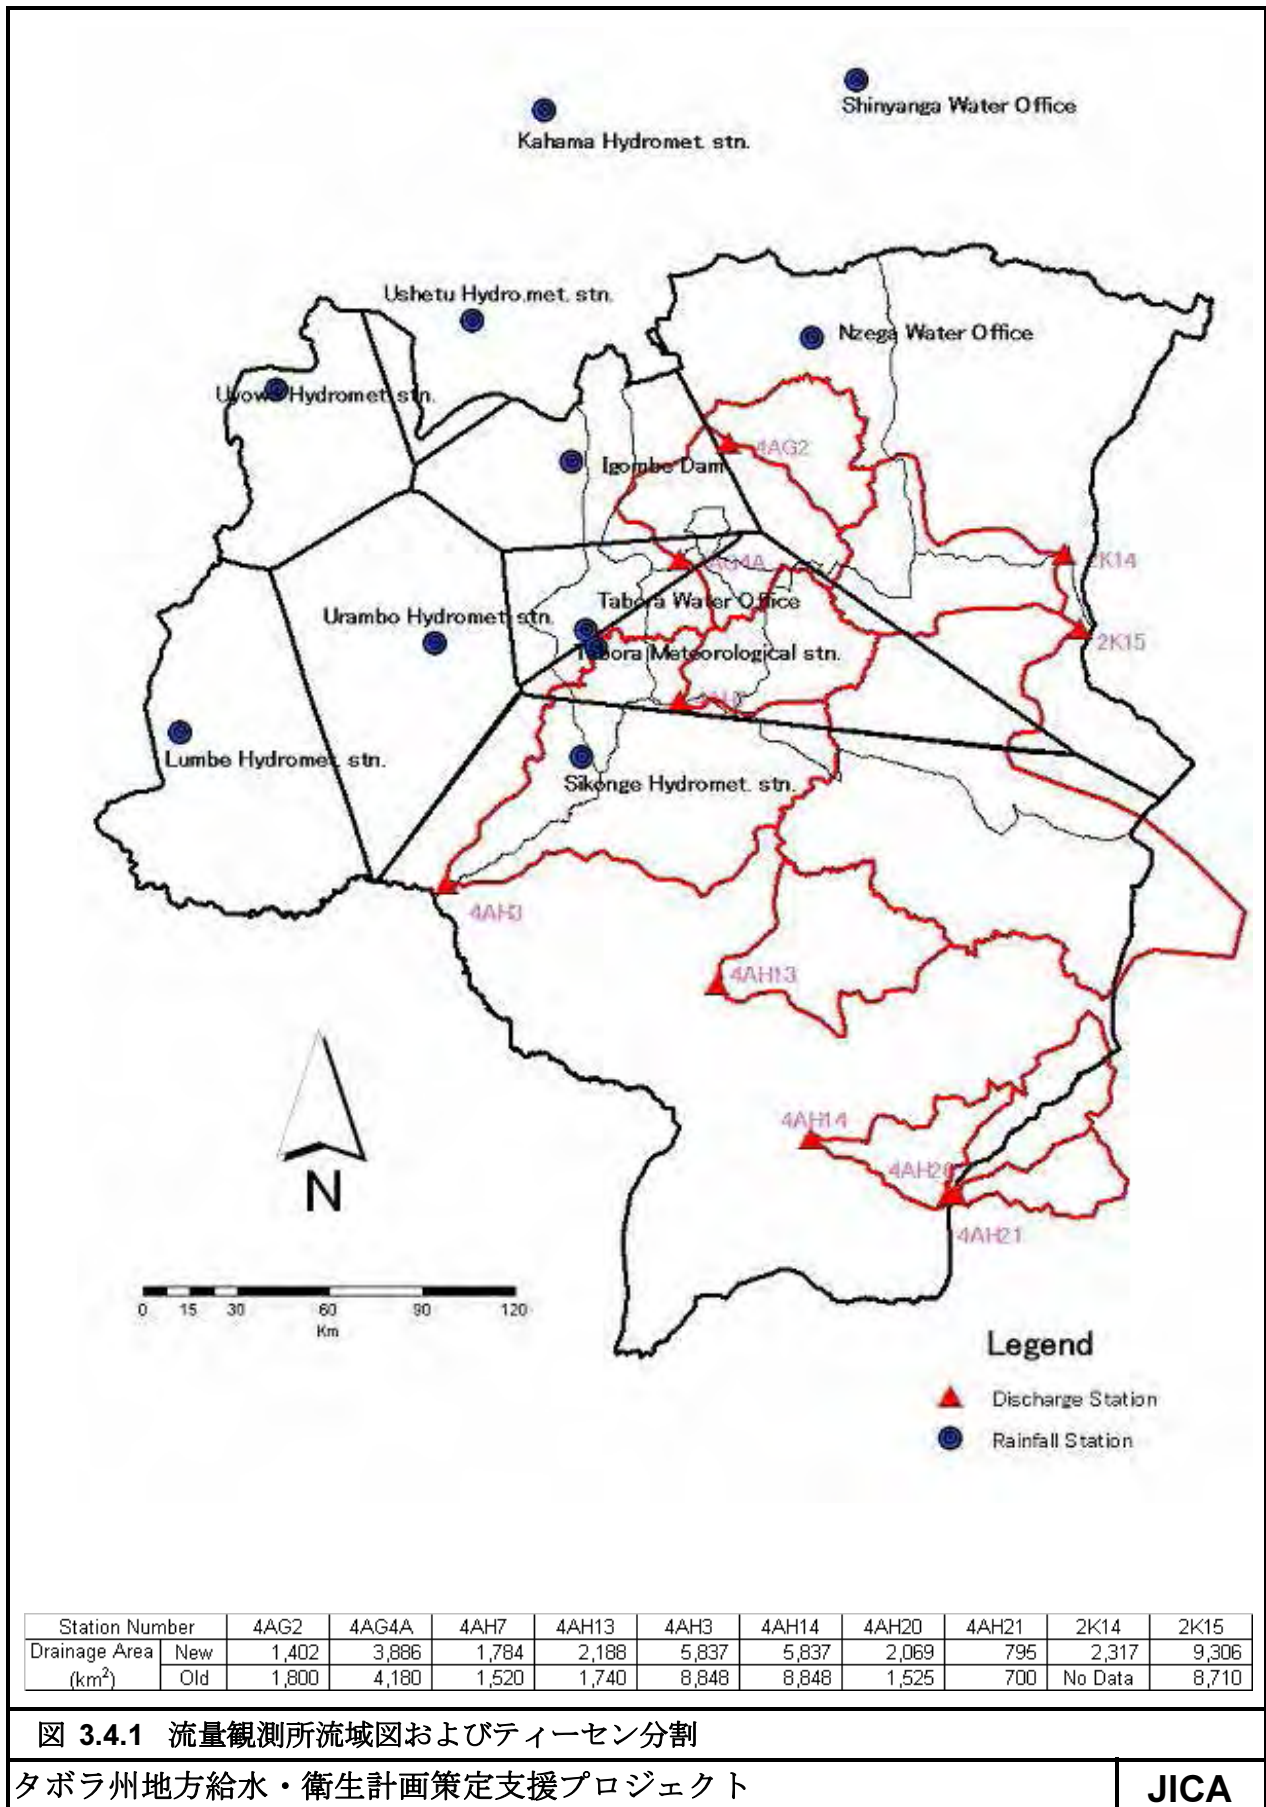 Shinyanga Water Office
Kahama Hydromet. stn.
Ushetu Hydro.met. stn.
Nzega Water Office
Hydromet. stn.
4AG2
Igombe Dam
2K14
Tabora Water Office
Urambo Hydromet. stn.
2K15
Tabora Meteorological stn.
Lumbe Hydromet. stn.
Sikonge Hydromet. stn.
4AH3
4AH13
4AH14
4AH20
4AH21
N
0 15 30 60 90 120
Km
Legend
Discharge Station
Rainfall Station
Station Number 4AG2 4AG4A 4AH7 4AH13 4AH3 4AH14 4AH20 4AH21 2K14 2K15
Drainage Area (km2) New 1,402 3,886 1,784 2,188 5,837 5,837 2,069 795 2,317 9,306
Old 1,800 4,180 1,520 1,740 8,848 8,848 1,525 700 No Data 8,710
図 3.4.1 流量観測所流域図およびティーセン分割
タボラ州地方給水・衛生計画策定支援プロジェクト
JICA